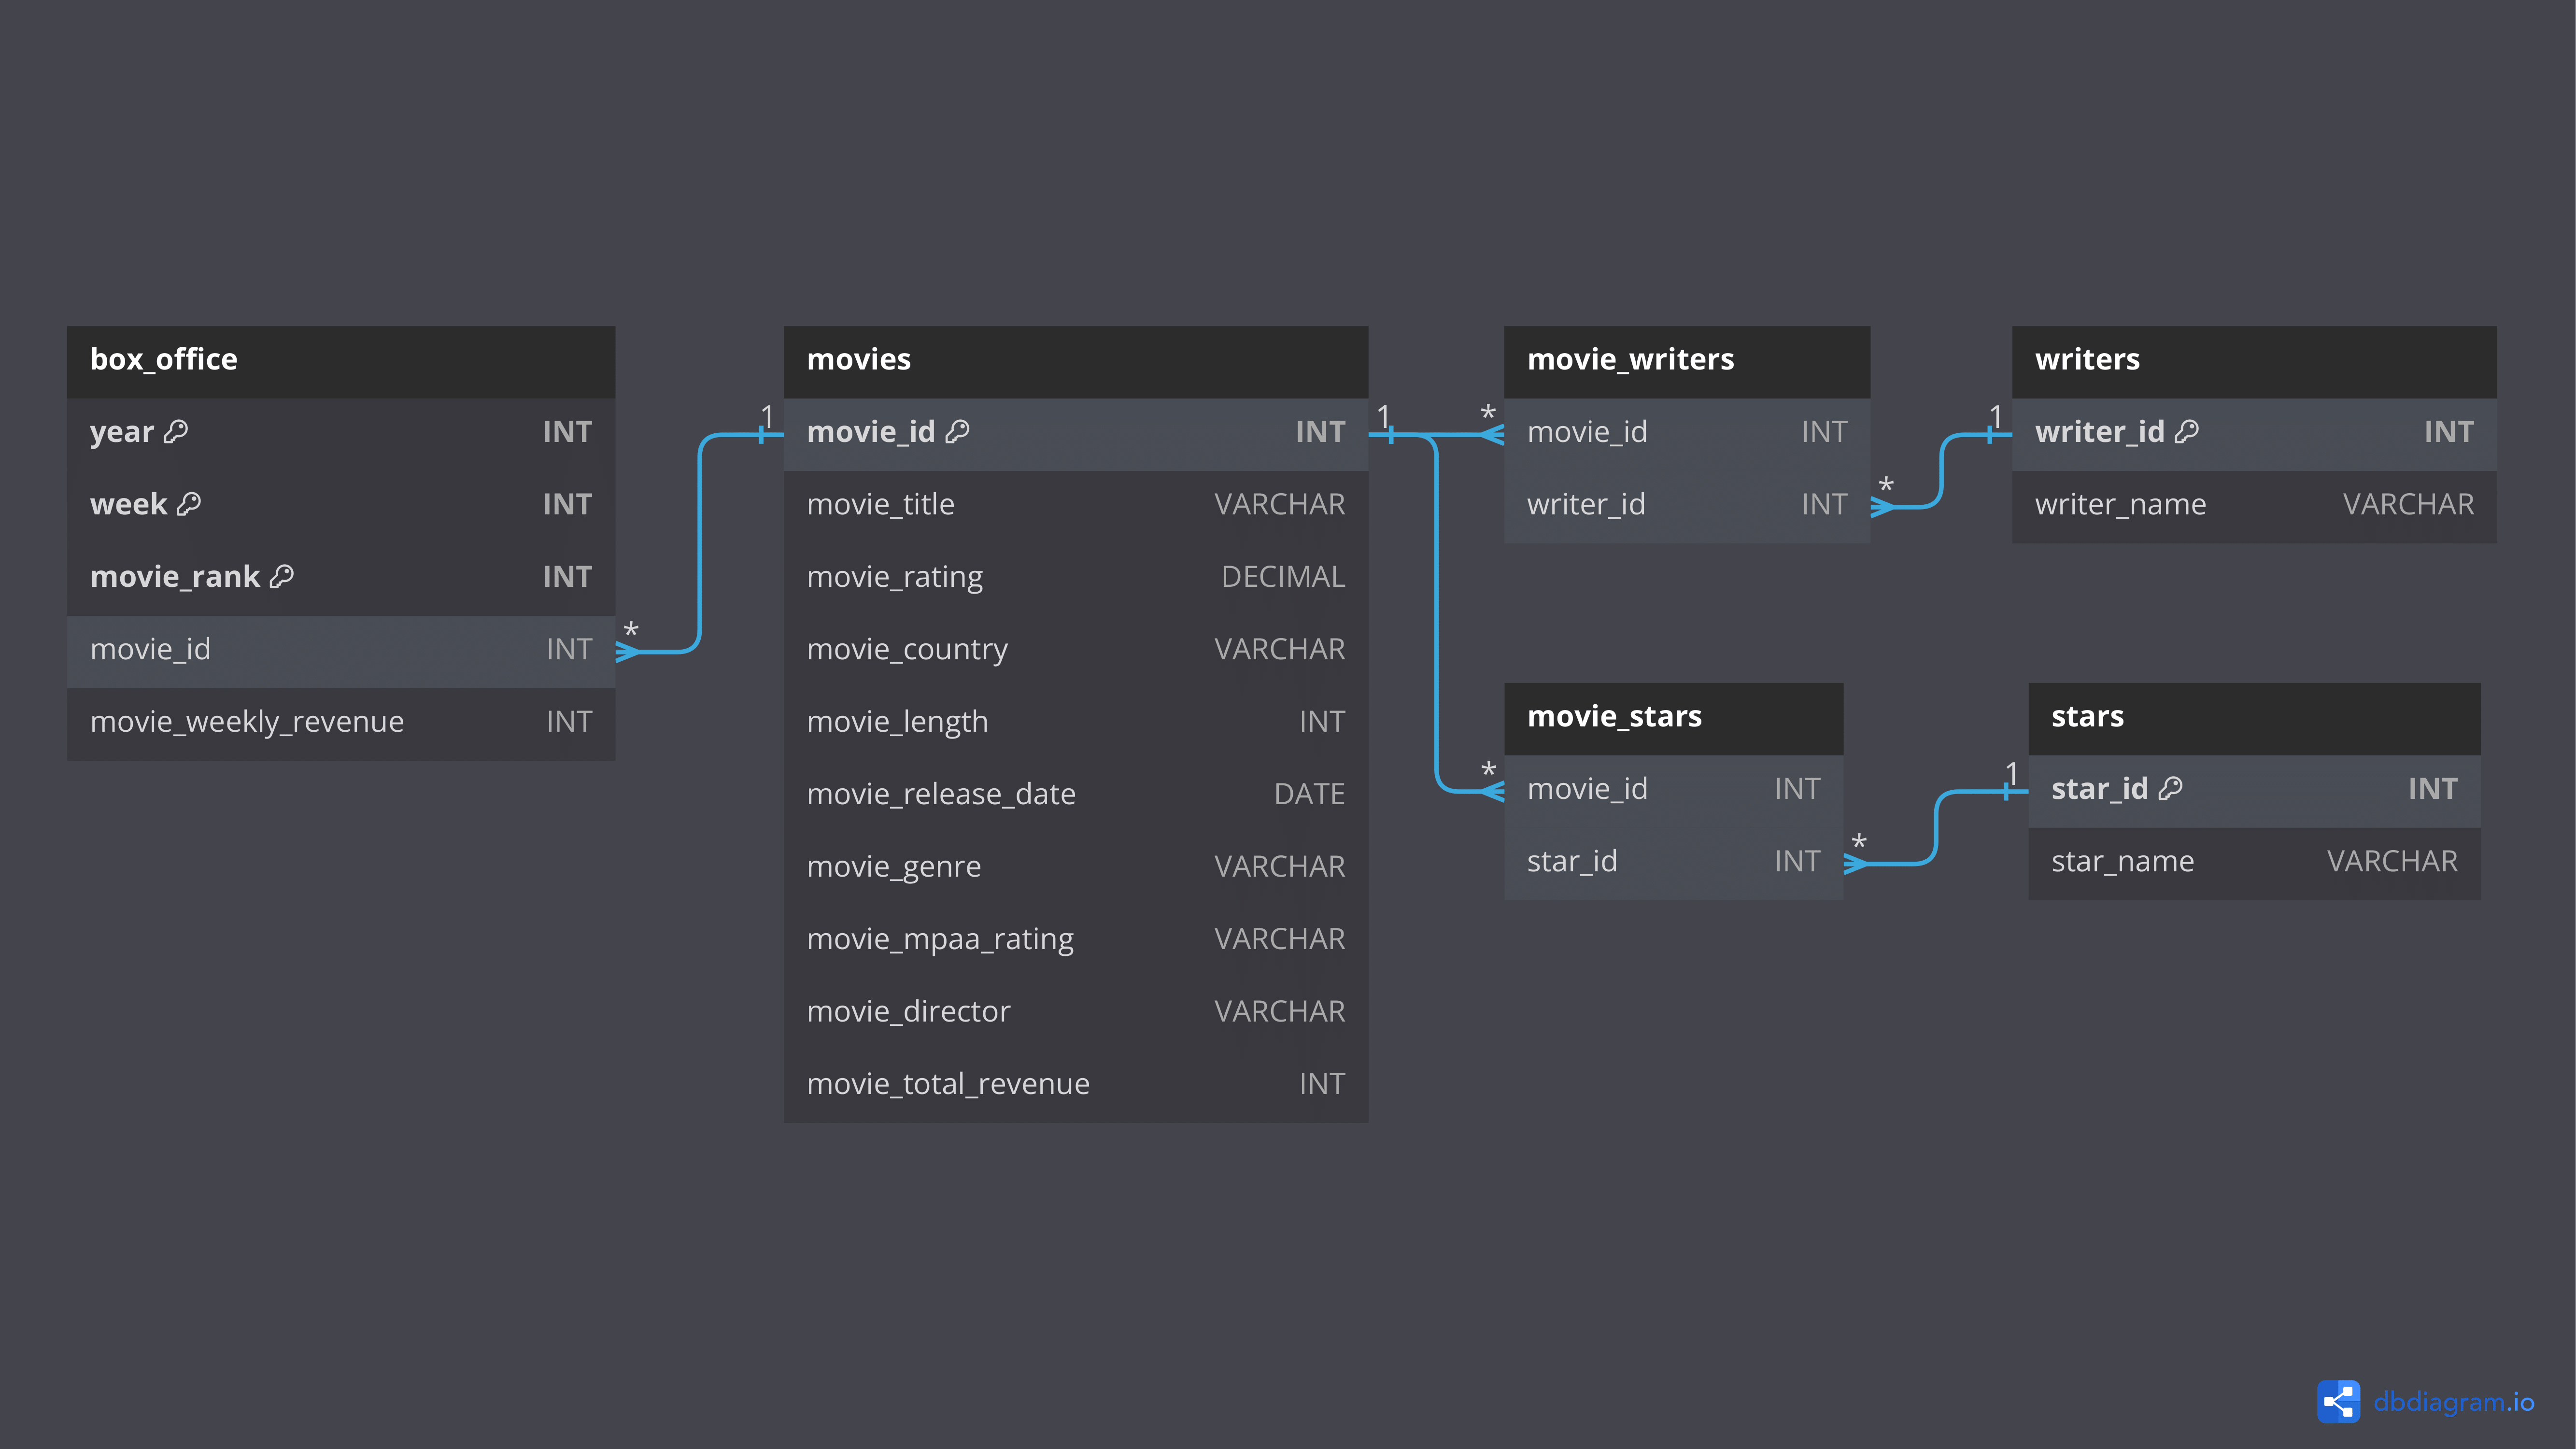 box_office
year INT
week INT
movie_rank INT
movie_id INT
movie_weekly_revenue INT
*
1
movies
movie_id INT
movie_title VARCHAR
movie_rating DECIMAL
movie_country VARCHAR
movie_length INT
movie_release_date DATE
movie_genre VARCHAR
movie_mpaa_rating VARCHAR
movie_director VARCHAR
movie_total_revenue INT
1
*
movie_writers
movie_id INT
writer_id INT
*
1
writers
writer_id INT
writer_name VARCHAR
*
movie_stars
movie_id INT
star_id INT
*
1
stars
star_id INT
star_name VARCHAR
dbdiagram.io